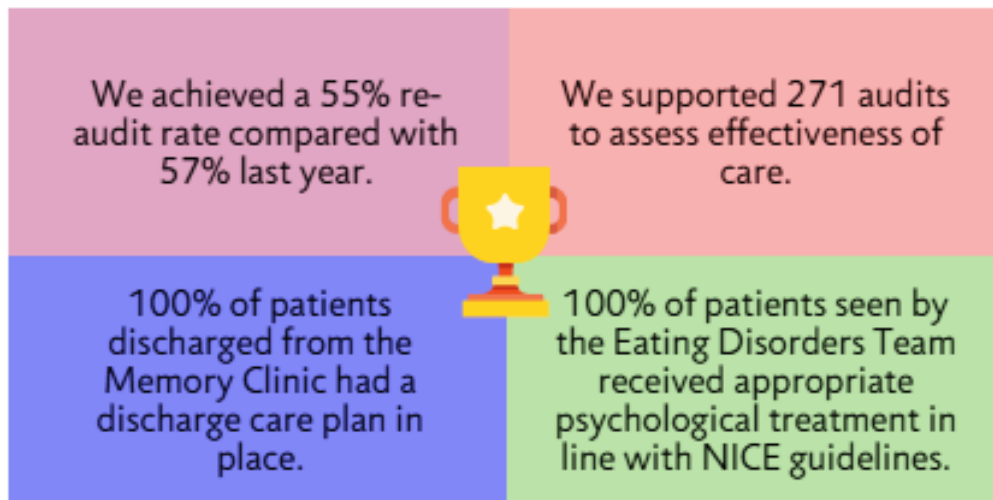 We achieved a 55% re-
audit rate compared with
57% last year.
We supported 271 audits
to assess effectiveness of
care.
100% of patients
discharged from the
Memory Clinic had a
discharge care plan in
place.
100% of patients seen by
the Eating Disorders Team
received appropriate
psychological treatment in
line with NICE guidelines.